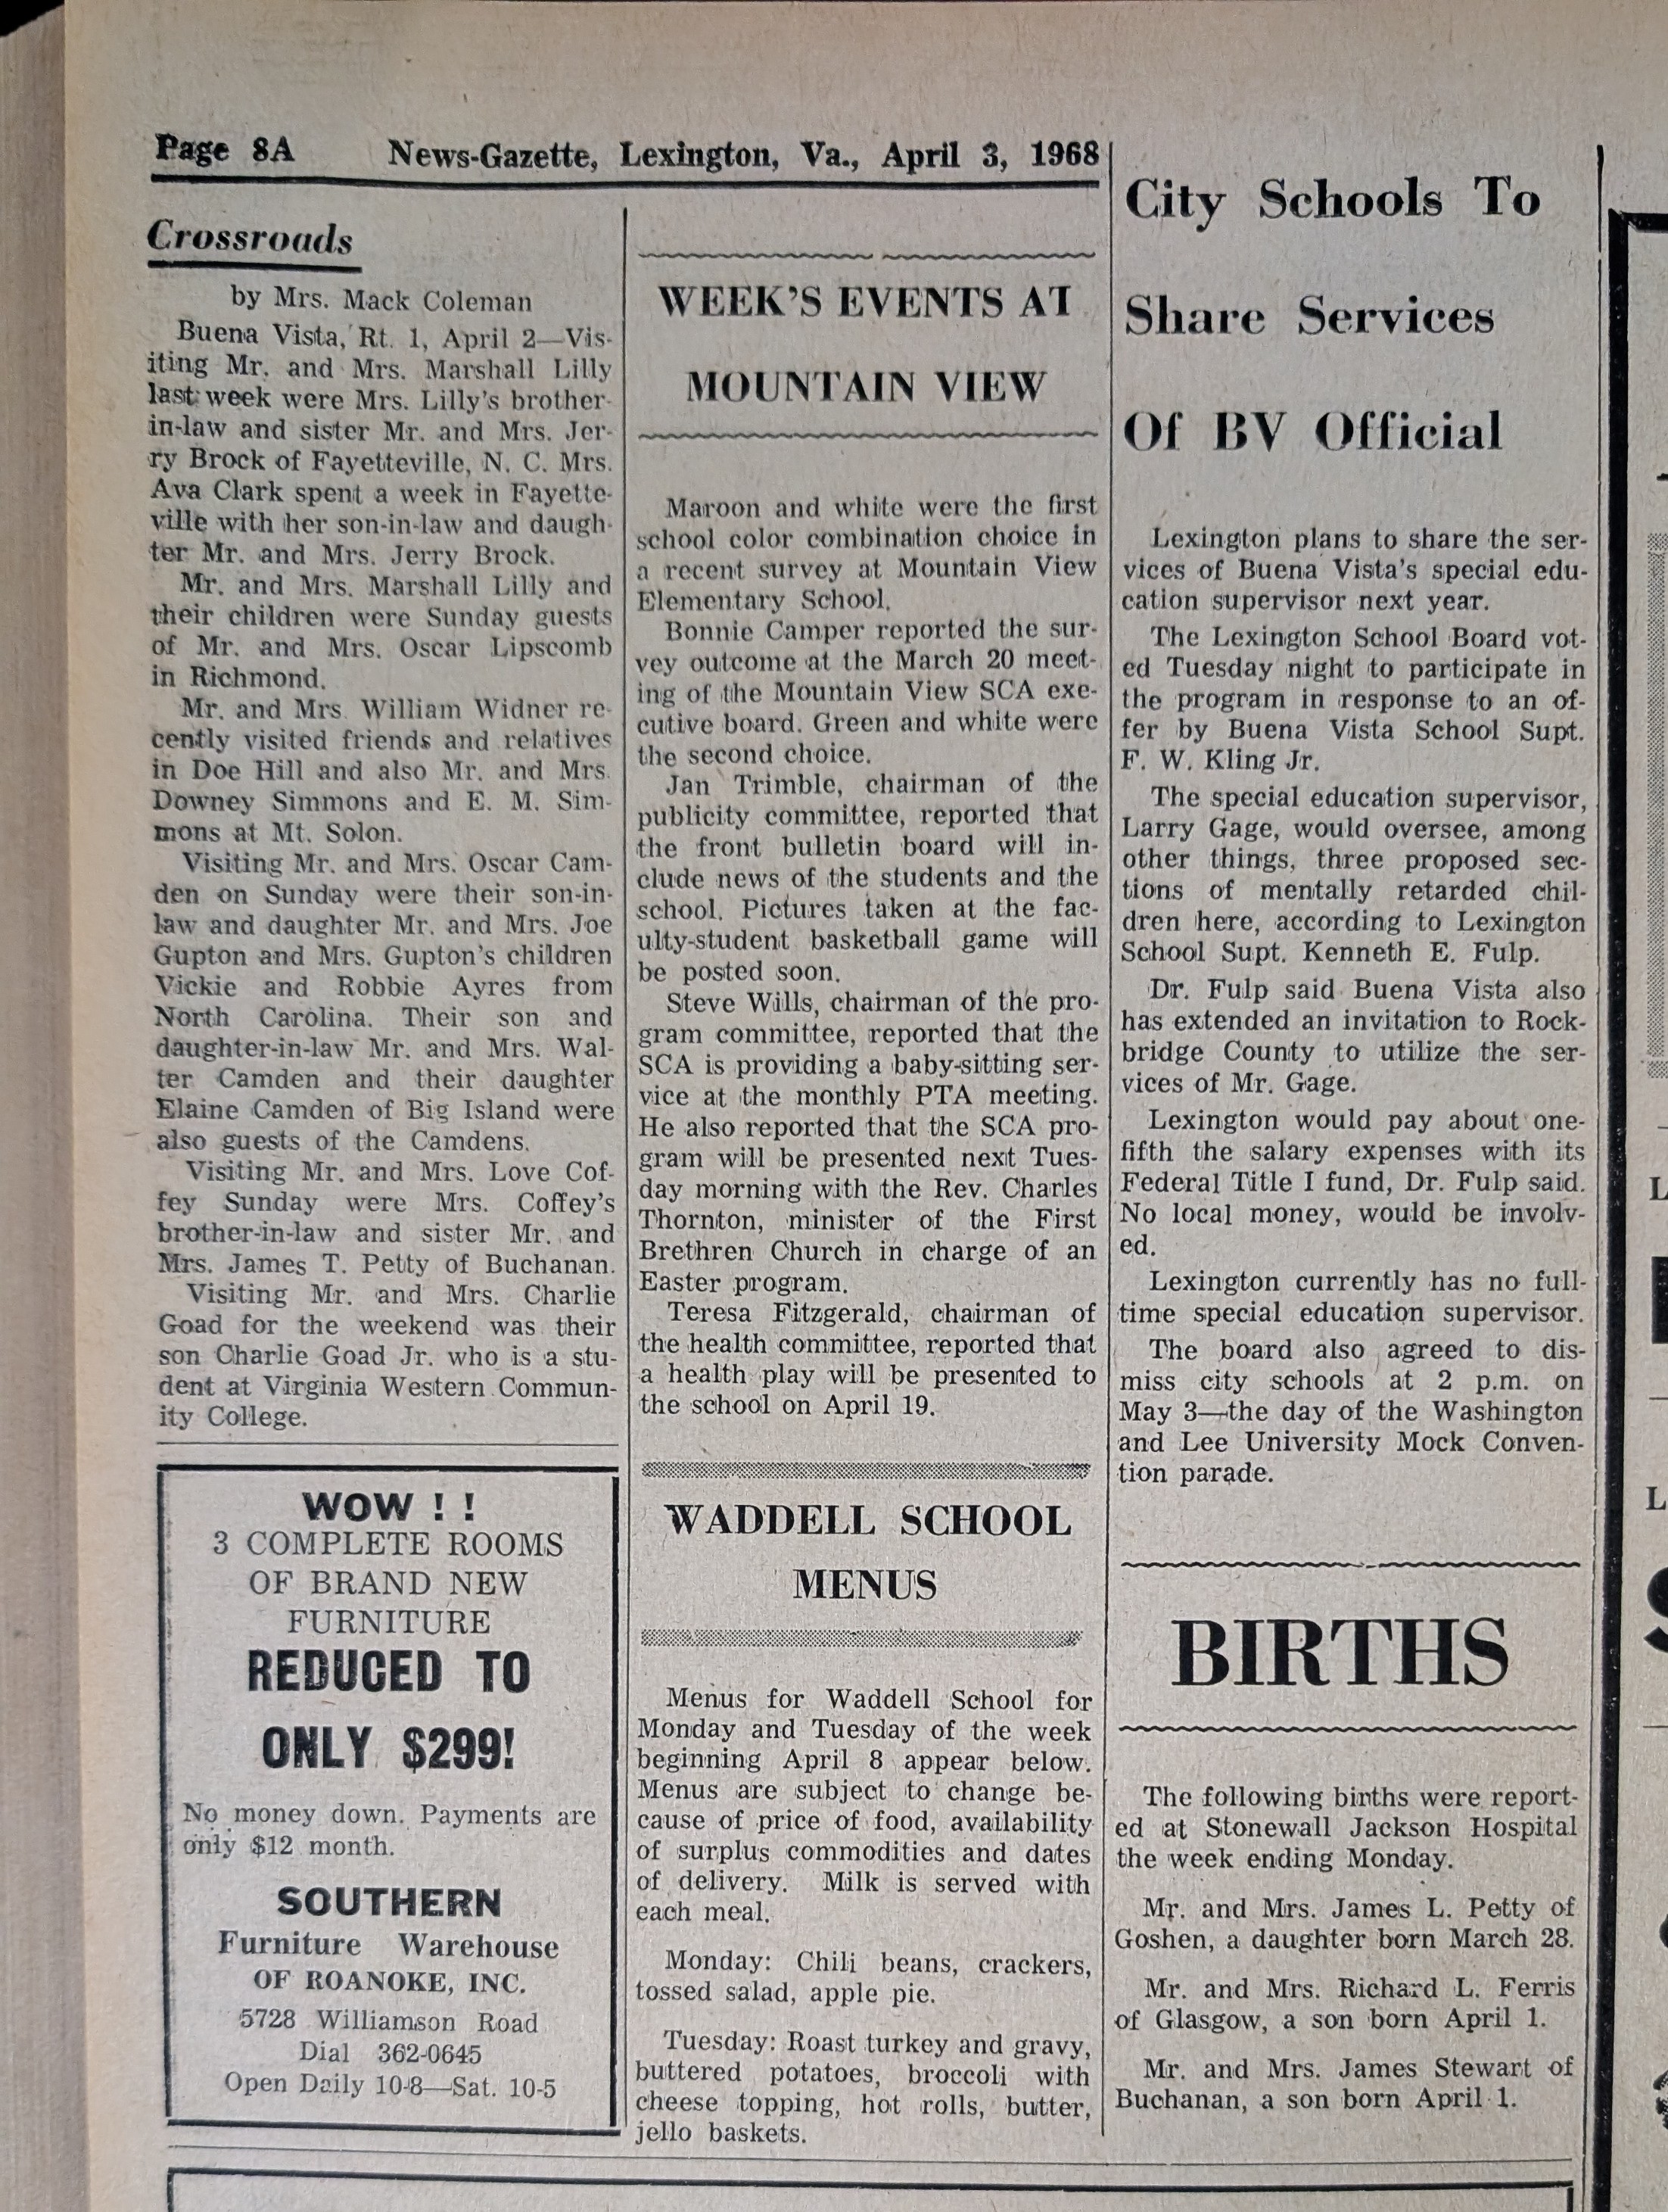 Page 8A News-Gazette, Lexington, Va., April 3, 1968
Crossroads
by Mrs. Mack Coleman
Buena Vista, Rt. 1, April 2—Vis-
iting Mr. and Mrs. Marshall Lilly
last week were Mrs. Lilly's brother-
in-law and sister Mr. and Mrs. Jer-
ry Brock of Fayetteville, N. C. Mrs.
Ava Clark spent a week in Fayette-
ville with her son-in-law and daugh-
ter Mr. and Mrs. Jerry Brock.
Mr. and Mrs. Marshall Lilly and
their children were Sunday guests
of Mr. and Mrs. Oscar Lipscomb
in Richmond.
Mr. and Mrs. William Widner re-
cently visited friends and relatives
in Doe Hill and also Mr. and Mrs.
Downey Simmons and E. M. Sim-
mons at Mt. Solon.
Visiting Mr. and Mrs. Oscar Cam-
den on Sunday were their son-in-
law and daughter Mr. and Mrs. Joe
Gupton and Mrs. Gupton's children
Vickie and Robbie Ayres from
North Carolina. Their son and
daughter-in-law Mr. and Mrs. Wal-
ter Camden and their daughter
Elaine Camden of Big Island were
also guests of the Camdens.
Visiting Mr. and Mrs. Love Cof-
fey Sunday were Mrs. Coffey's
brother-in-law and sister Mr. and
Mrs. James T. Petty of Buchanan.
Visiting Mr. and Mrs. Charlie
Goad for the weekend was their
son Charlie Goad Jr. who is a stu-
dent at Virginia Western Commun-
ity College.
WOW ! !
3 COMPLETE ROOMS
OF BRAND NEW
FURNITURE
REDUCED TO
ONLY $299!
No money down. Payments are
only $12 month.
SOUTHERN
Furniture Warehouse
OF ROANOKE, INC.
5728 Williamson Road
Dial 362-0645
Open Daily 10-8—Sat. 10-5
WEEK'S EVENTS AT
MOUNTAIN VIEW
Maroon and white were the first
school color combination choice in
a recent survey at Mountain View
Elementary School.
Bonnie Camper reported the sur-
vey outcome at the March 20 meet-
ing of the Mountain View SCA exe-
cutive board. Green and white were
the second choice.
Jan Trimble, chairman of the
publicity committee, reported that
the front bulletin board will in-
clude news of the students and the
school. Pictures taken at the fac-
ulty-student basketball game will
be posted soon.
Steve Wills, chairman of the pro-
gram committee, reported that the
SCA is providing a baby-sitting ser-
vice at the monthly PTA meeting.
He also reported that the SCA pro-
gram will be presented next Tues-
day morning with the Rev. Charles
Thornton, minister of the First
Brethren Church in charge of an
Easter program.
Teresa Fitzgerald, chairman of
the health committee, reported that
a health play will be presented to
the school on April 19.
WADDELL SCHOOL
MENUS
Menus for Waddell School for
Monday and Tuesday of the week
beginning April 8 appear below.
Menus are subject to change be-
cause of price of food, availability
of surplus commodities and dates
of delivery. Milk is served with
each meal.
Monday: Chili beans, crackers,
tossed salad, apple pie.
Tuesday: Roast turkey and gravy,
buttered potatoes, broccoli with
cheese topping, hot rolls, butter,
jello baskets.
City Schools To
Share Services
Of BV Official
Lexington plans to share the ser-
vices of Buena Vista's special edu-
cation supervisor next year.
The Lexington School Board vot-
ed Tuesday night to participate in
the program in response to an of-
fer by Buena Vista School Supt.
F. W. Kling Jr.
The special education supervisor,
Larry Gage, would oversee, among
other things, three proposed sec-
tions of mentally retarded chil-
dren here, according to Lexington
School Supt. Kenneth E. Fulp.
Dr. Fulp said Buena Vista also
has extended an invitation to Rock-
bridge County to utilize the ser-
vices of Mr. Gage.
Lexington would pay about one-
fifth the salary expenses with its
Federal Title I fund, Dr. Fulp said.
No local money, would be involv-
ed.
Lexington currently has no full-
time special education supervisor.
The board also agreed to dis-
miss city schools at 2 p.m. on
May 3—the day of the Washington
and Lee University Mock Conven-
tion parade.
BIRTHS
The following births were report-
ed at Stonewall Jackson Hospital
the week ending Monday.
Mr. and Mrs. James L. Petty of
Goshen, a daughter born March 28.
Mr. and Mrs. Richard L. Ferris
of Glasgow, a son born April 1.
Mr. and Mrs. James Stewart of
Buchanan, a son born April 1.